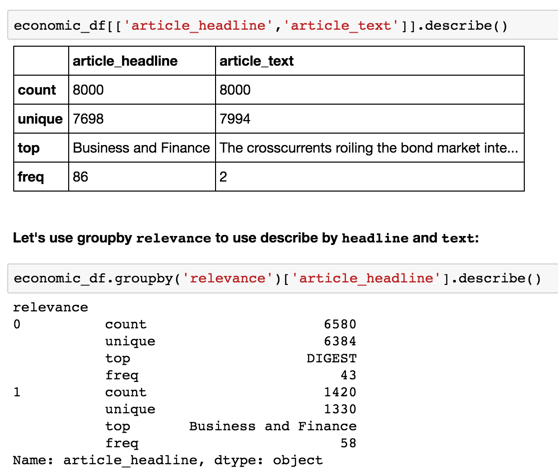 economic_df[['article_headline','article_text']].describe()
article_headline article_text
count 8000 8000
unique 7698 7994
top Business and Finance The crosscurrents roiling the bond market inte...
freq 86 2
Let's use groupby relevance to use describe by headline and text:
economic_df.groupby('relevance')['article_headline'].describe()
relevance
0 count 6580
unique 6384
top DIGEST
freq 43
1 count 1420
unique 1330
top Business and Finance
freq 58
Name: article_headline, dtype: object